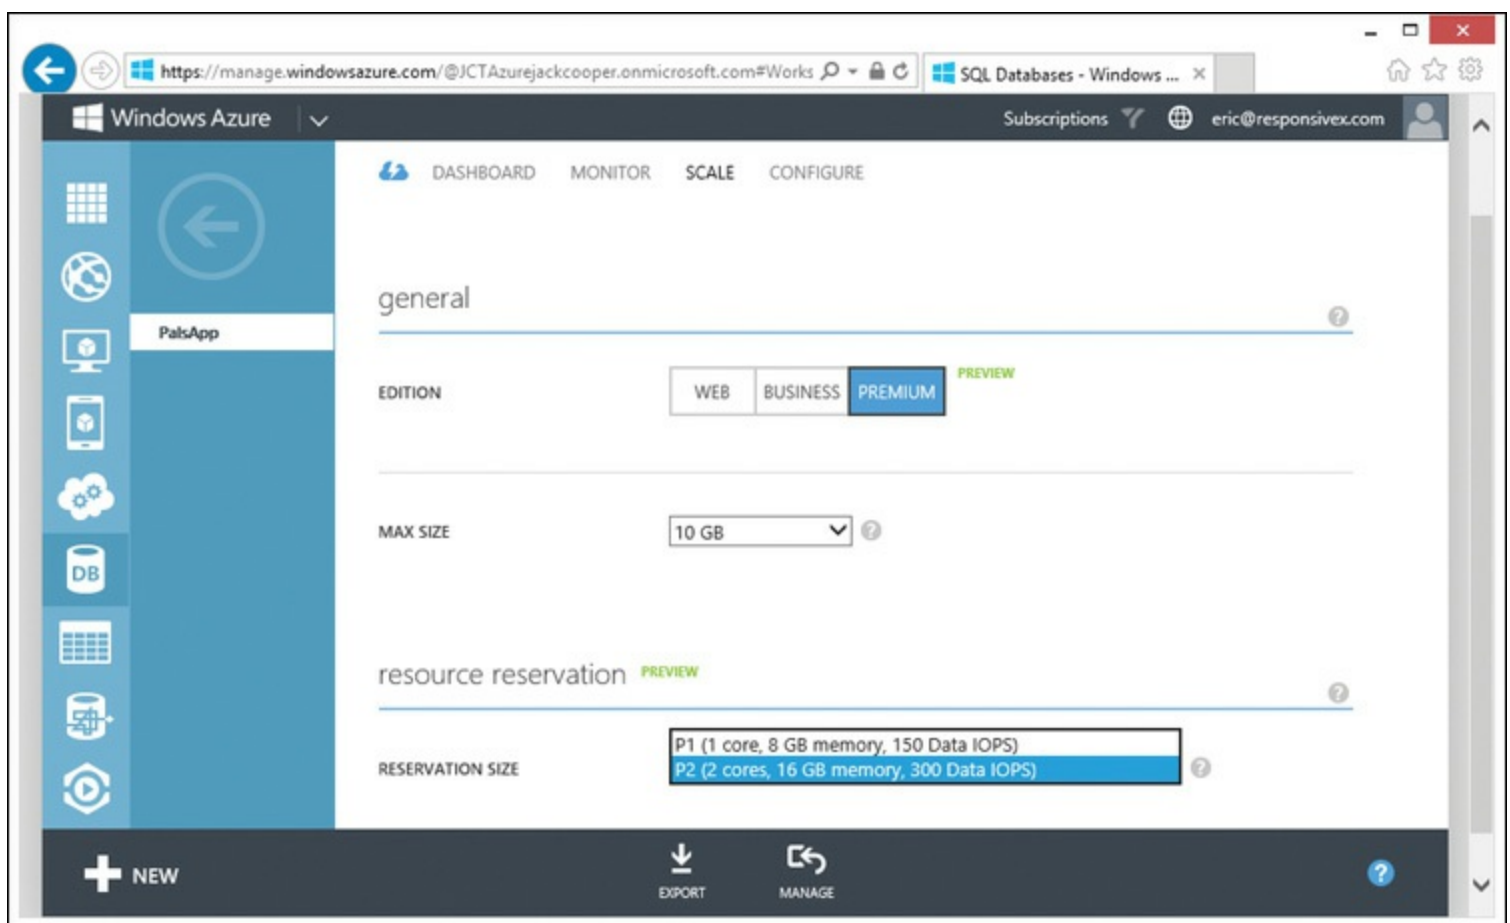 https://manage.windowsazure.com/@JCTAzurejackcooper.onmicrosoft.com#Works
SQL Databases - Windows ...
Windows Azure
Subscriptions
eric@responsivex.com
DASHBOARD MONITOR SCALE CONFIGURE
general
PalsApp
EDITION
WEB BUSINESS PREMIUM
PREVIEW
MAX SIZE
10 GB
DB
resource reservation PREVIEW
RESERVATION SIZE
P1 (1 core, 8 GB memory, 150 Data IOPS)
P2 (2 cores, 16 GB memory, 300 Data IOPS)
NEW
EXPORT
MANAGE